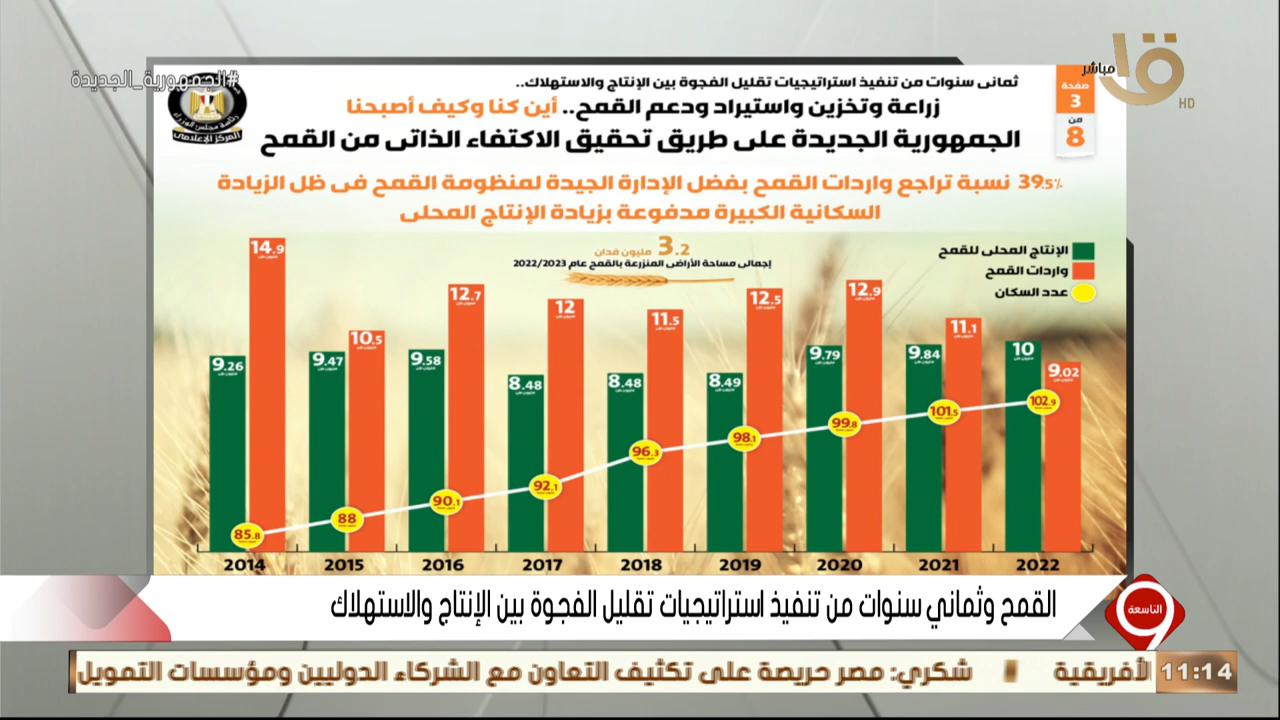 #الجمهورية_الجديدة
مباشر
HD
صفحة
3
من
8
ثمانى سنوات من تنفيذ استراتيجيات تقليل الفجوة بين الإنتاج والاستهلاك..
زراعة وتخزين واستيراد ودعم القمح.. أين كنا وكيف أصبحنا
الجمهورية الجديدة على طريق تحقيق الاكتفاء الذاتى من القمح
رئاسة مجلس الوزراء
المركز الإعلامى
39.5٪ نسبة تراجع واردات القمح بفضل الإدارة الجيدة لمنظومة القمح فى ظل الزيادة
السكانية الكبيرة مدفوعة بزيادة الإنتاج المحلى
3.2 مليون فدان
إجمالى مساحة الأراضى المنزرعة بالقمح عام 2022/2023
الإنتاج المحلى للقمح
واردات القمح
عدد السكان
9.26 14.9 85.8
9.47 10.5 88
9.58 12.7 90.1
8.48 12 92.1
8.48 11.5 96.3
8.49 12.5 98.1
9.79 12.9 99.8
9.84 11.1 101.5
10 9.02 102.9
2014 2015 2016 2017 2018 2019 2020 2021 2022
القمح وثماني سنوات من تنفيذ استراتيجيات تقليل الفجوة بين الإنتاج والاستهلاك
التاسعة
9
11:14
الأفريقية
شكري: مصر حريصة على تكثيف التعاون مع الشركاء الدوليين ومؤسسات التمويل